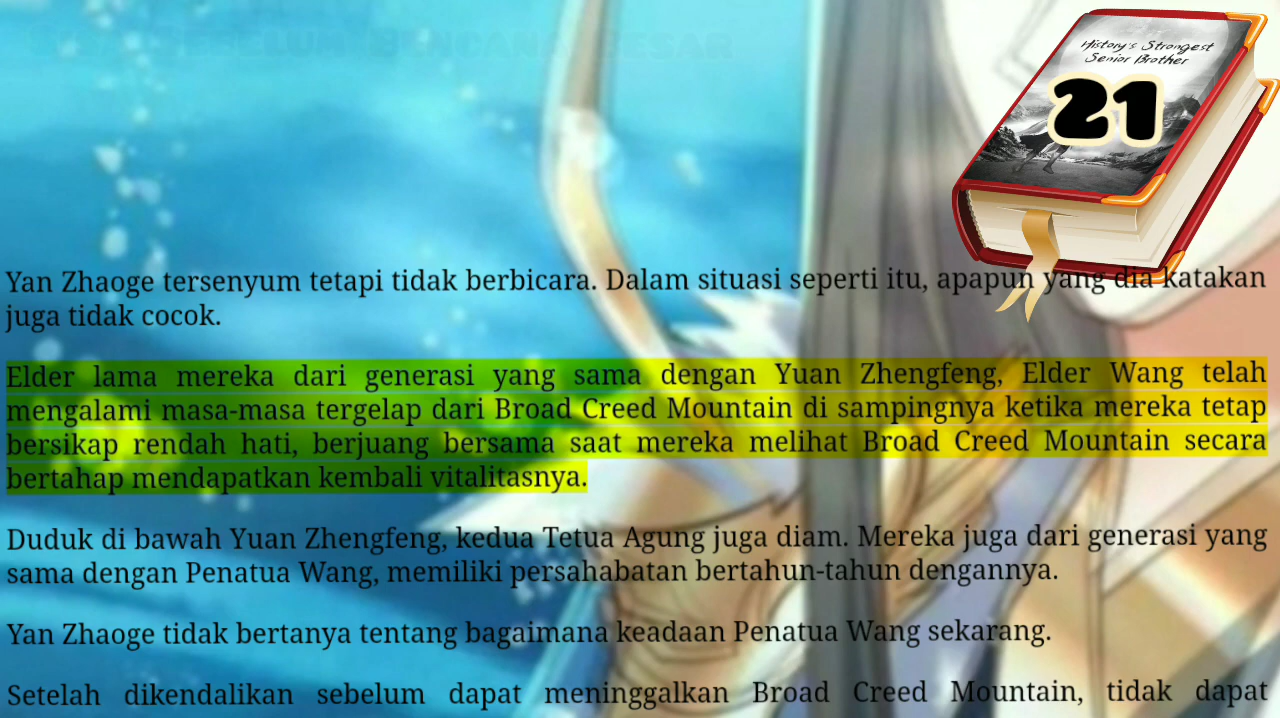 History's Strongest
Senior Brother
21
Yan Zhaoge tersenyum tetapi tidak berbicara. Dalam situasi seperti itu, apapun yang dia katakan
juga tidak cocok.
Elder lama mereka dari generasi yang sama dengan Yuan Zhengfeng, Elder Wang telah
mengalami masa-masa tergelap dari Broad Creed Mountain di sampingnya ketika mereka tetap
bersikap rendah hati, berjuang bersama saat mereka melihat Broad Creed Mountain secara
bertahap mendapatkan kembali vitalitasnya.
Duduk di bawah Yuan Zhengfeng, kedua Tetua Agung juga diam. Mereka juga dari generasi yang
sama dengan Penatua Wang, memiliki persahabatan bertahun-tahun dengannya.
Yan Zhaoge tidak bertanya tentang bagaimana keadaan Penatua Wang sekarang.
Setelah dikendalikan sebelum dapat meninggalkan Broad Creed Mountain, tidak dapat